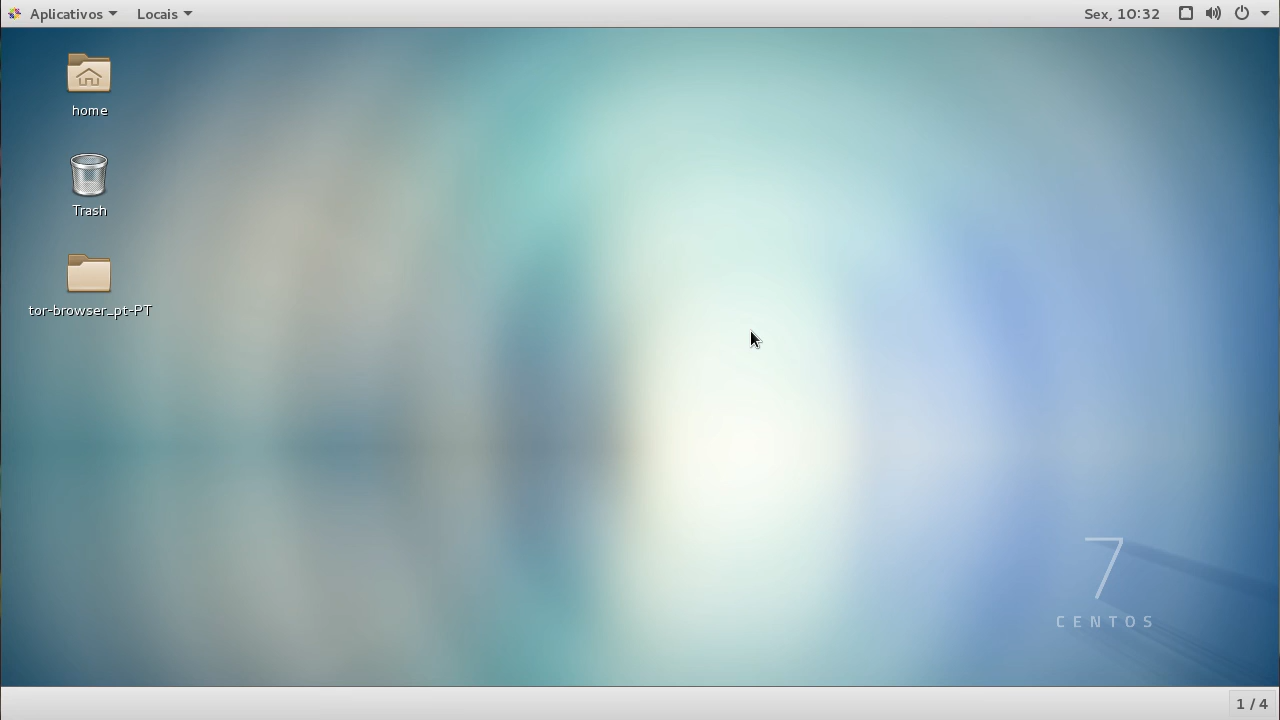 Aplicativos Locais Sex, 10:32
home
Trash
tor-browser_pt-PT
7
CENTOS
1 / 4